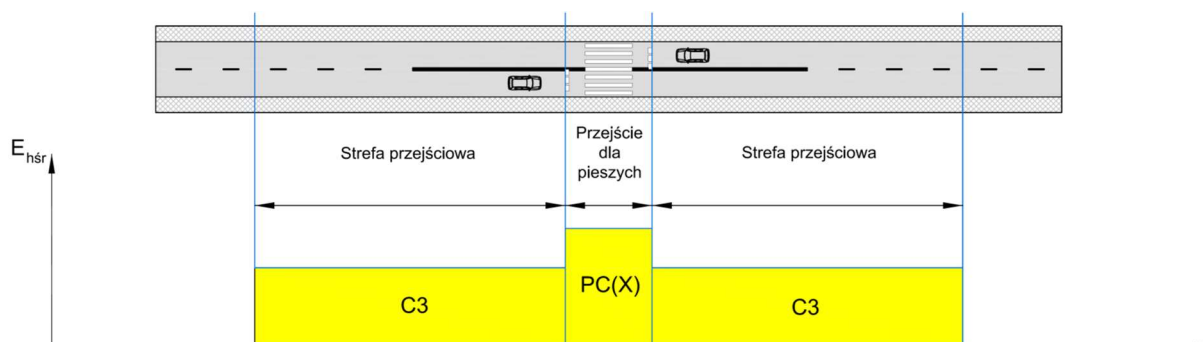 Przejście
dla
pieszych
Strefa przejściowa
Strefa przejściowa
Ehśr
PC(X)
C3
C3